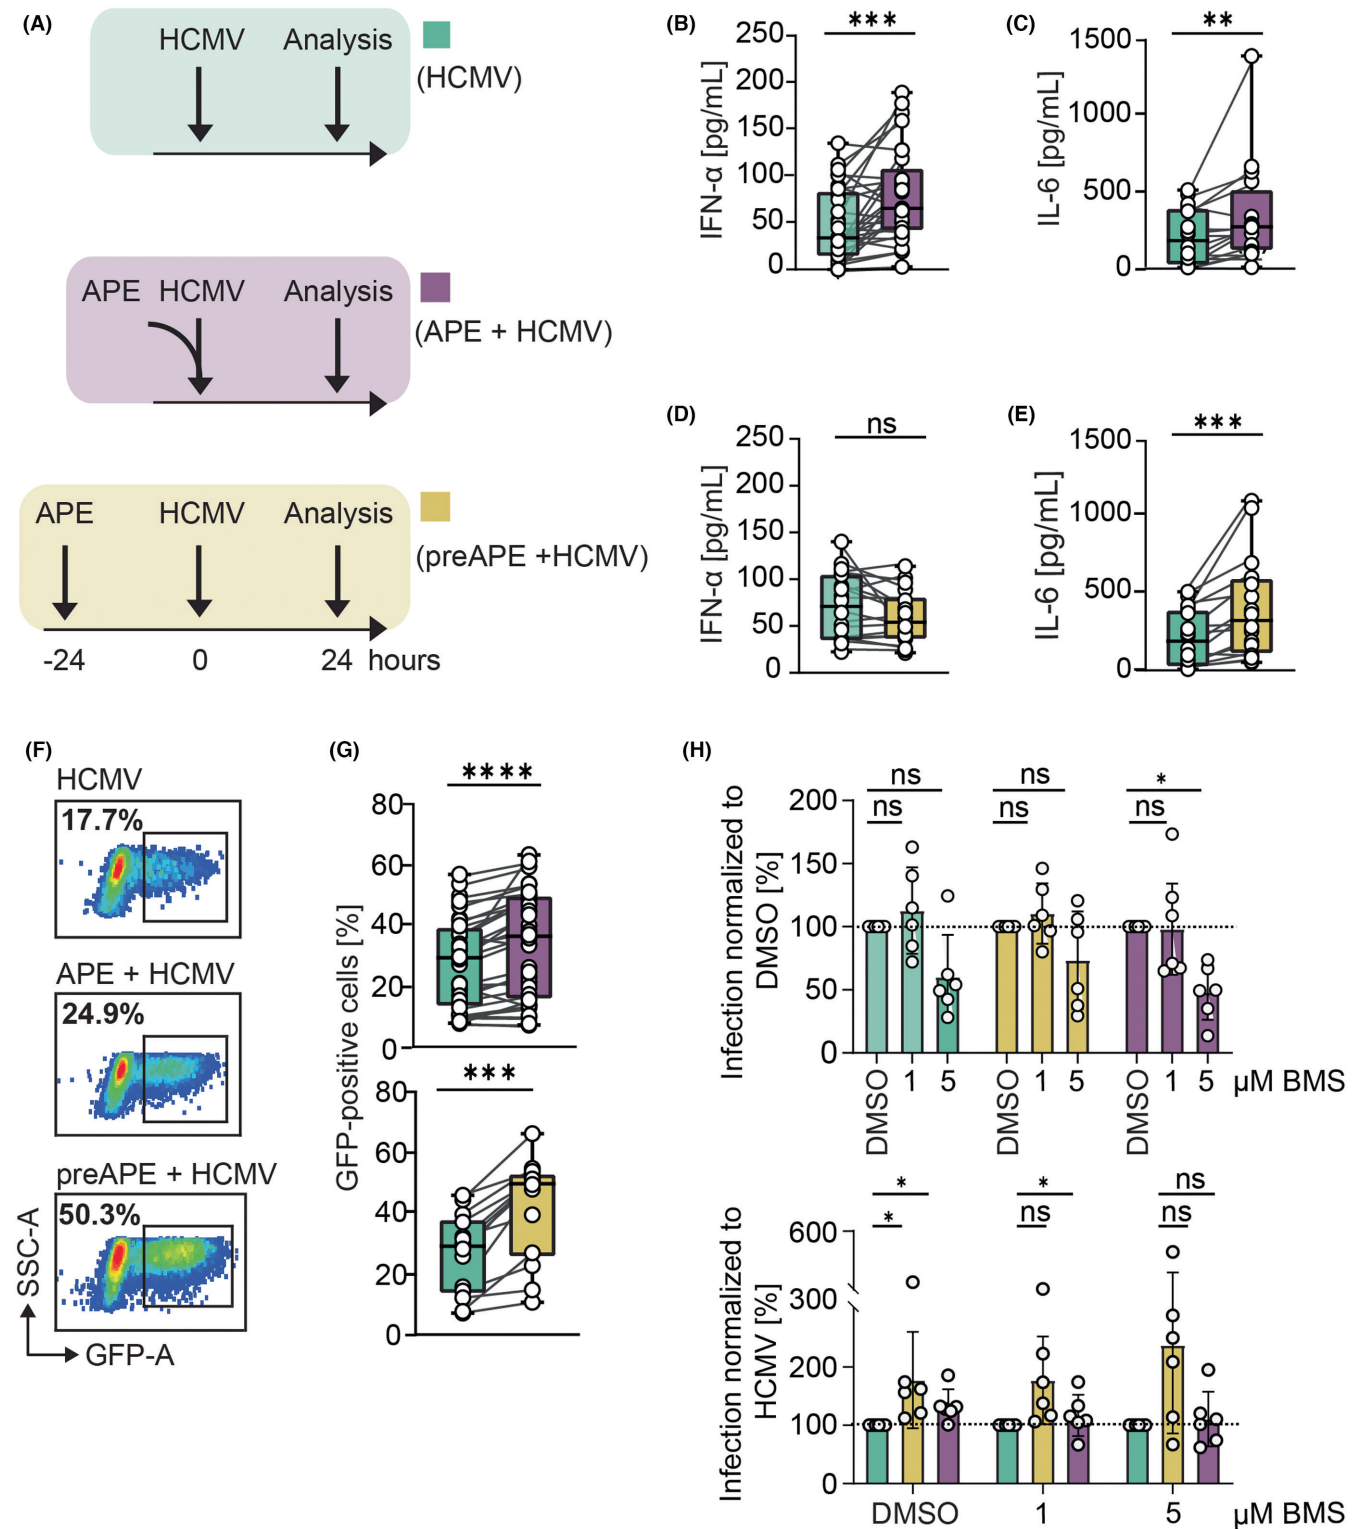 (A)
HCMV Analysis
(HCMV)
APE HCMV Analysis
(APE + HCMV)
APE HCMV Analysis
(preAPE +HCMV)
-24 0 24 hours
(B)
***
IFN-α [pg/mL]
250
200
150
100
50
0
(C)
**
IL-6 [pg/mL]
1500
1000
500
0
(D)
ns
IFN-α [pg/mL]
250
200
150
100
50
0
(E)
***
IL-6 [pg/mL]
1500
1000
500
0
(F)
HCMV
17.7%
APE + HCMV
24.9%
preAPE + HCMV
50.3%
SSC-A
GFP-A
(G)
****
80
60
40
20
0
GFP-positive cells [%]
***
80
60
40
20
0
(H)
Infection normalized to
DMSO [%]
200
150
100
50
0
ns ns *
ns ns ns
DMSO 1 5 DMSO 1 5 DMSO 1 5 µM BMS
Infection normalized to
HCMV [%]
600
300
200
100
0
* * ns
* ns ns
DMSO 1 5 µM BMS